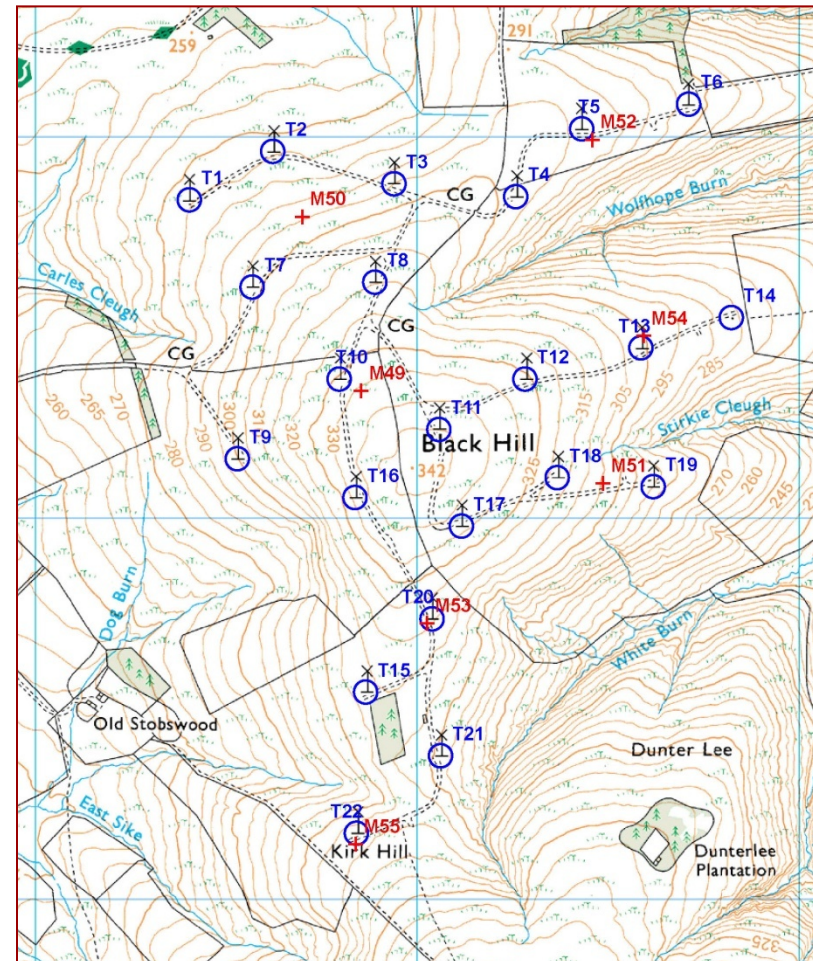 259
291
T6
T5
M52
T2
T3
T1
T4
CG
M50
Wolfhope Burn
T7
T8
Carles Cleugh
T14
M54
T13
CG
CG
T10
T12
M49
285
295
305
315
T11
Stirkie Cleugh
260
265
270
280
290
300
320
330
T9
Black Hill
342
T18
M51
T19
325
270
260
245
T16
T17
Dog Burn
T20
M53
White Burn
T15
Old Stobswood
T21
Dunter Lee
East Sike
T22
M55
Kirk Hill
Dunterlee
Plantation
325